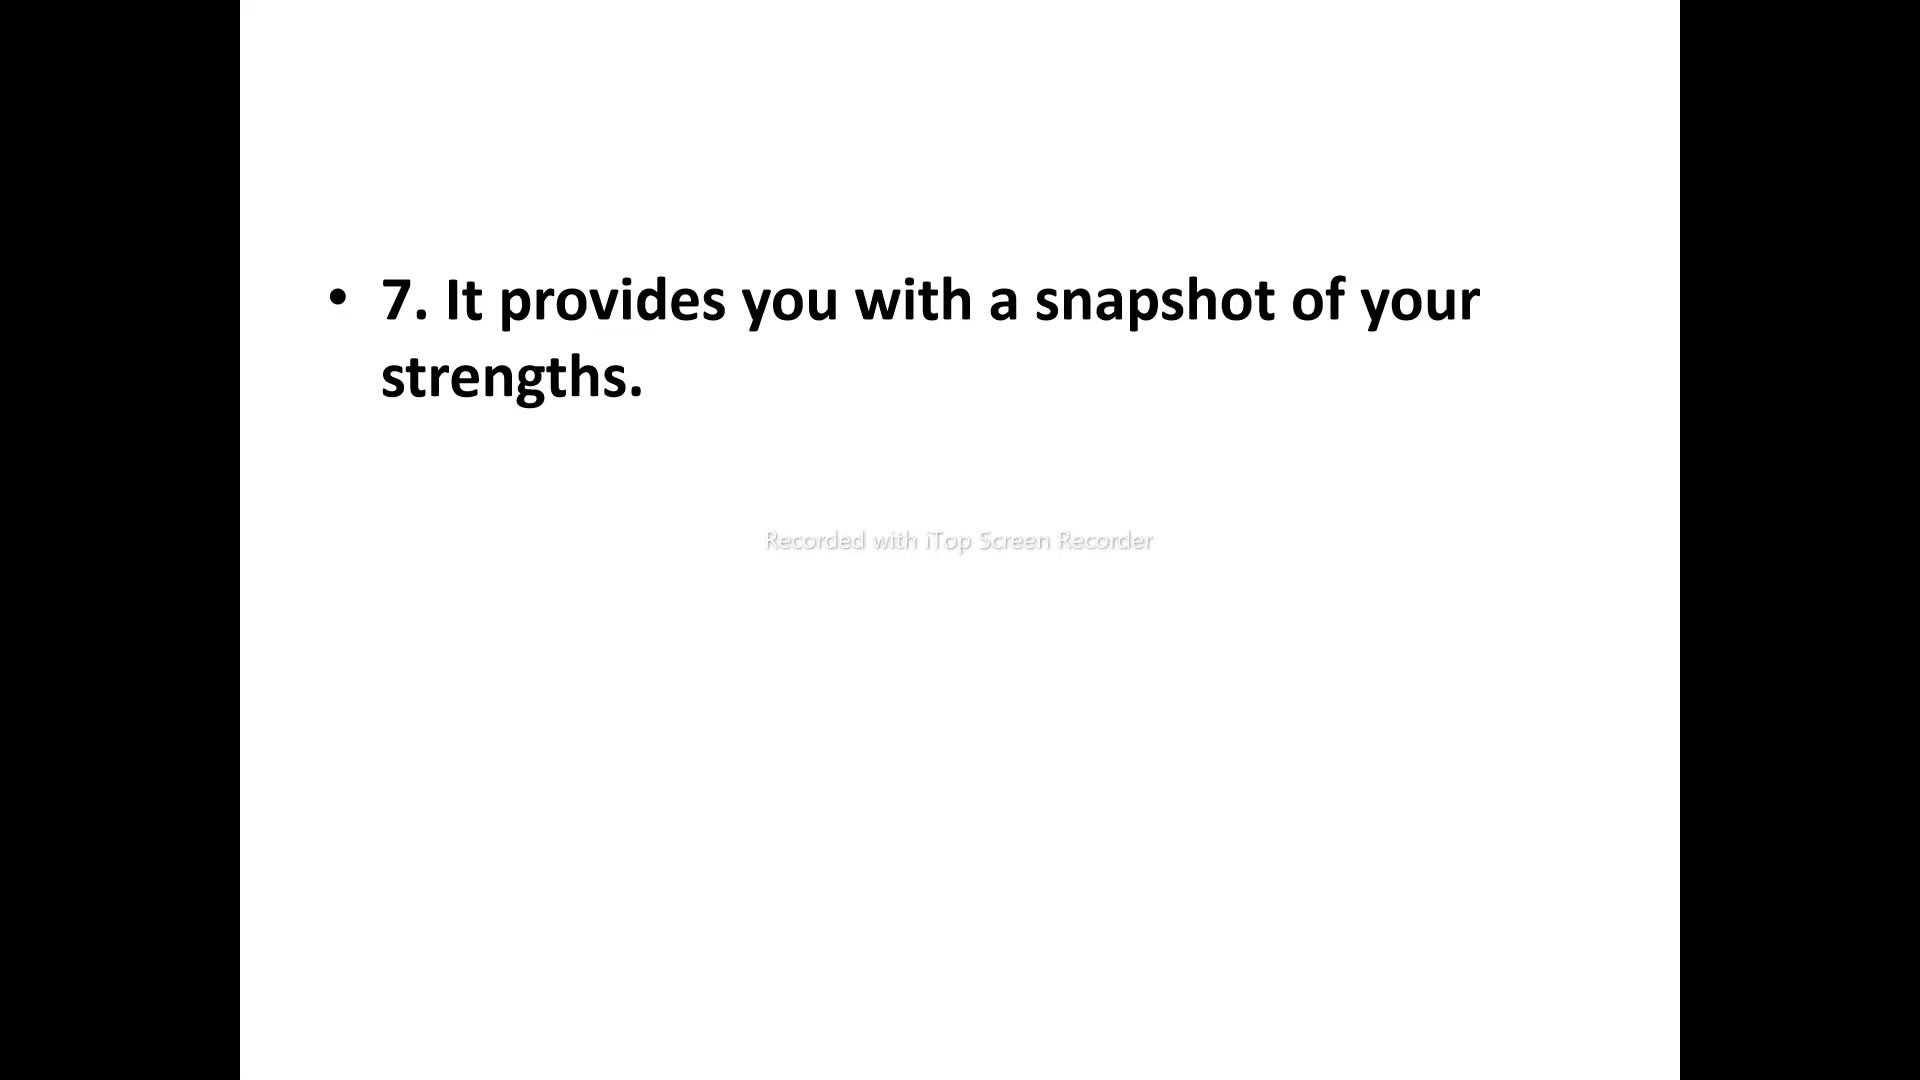 • 7. It provides you with a snapshot of your
strengths.
Recorded with iTop Screen Recorder